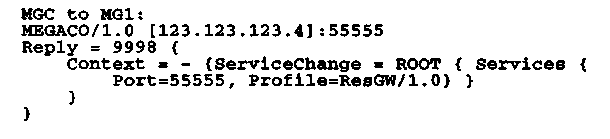 MGC to MG1:
MEGACO/1.0 [123.123.123.4]:55555
Reply = 9998 {
    Context = - {ServiceChange = ROOT { Services {
        Port=55555, Profile=ResGW/1.0} }
    }
}